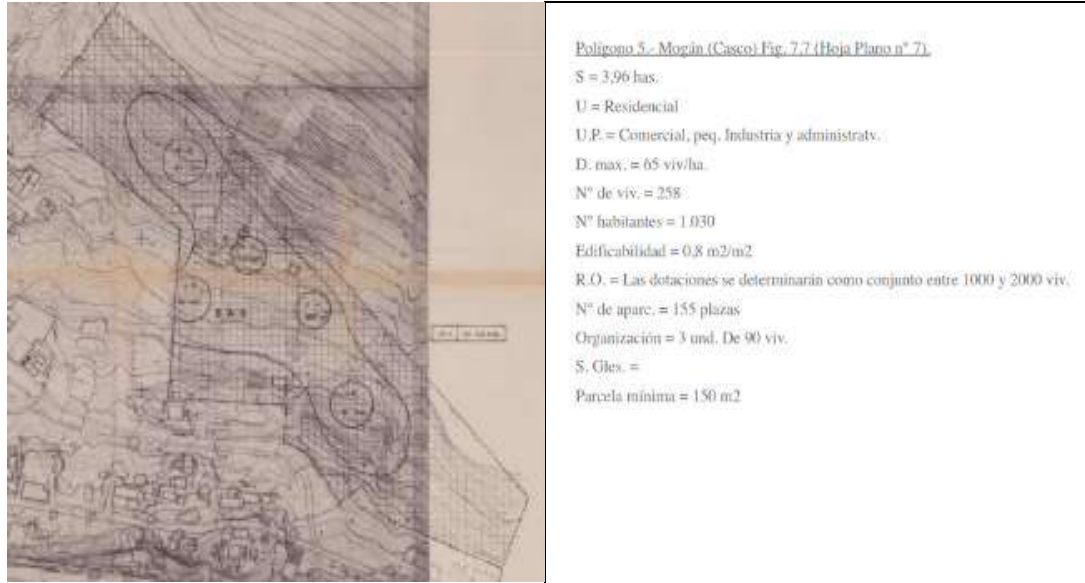 Polígono 5.- Mogán (Casco) Fig. 7.7 (Hoja Plano nº 7).
S = 3,96 has.
U = Residencial
U.P. = Comercial, peq. Industria y administratv.
D. max. = 65 viv/ha.
Nº de viv. = 258
Nº habitantes = 1.030
Edificabilidad = 0,8 m2/m2
R.O. = Las dotaciones se determinarán como conjunto entre 1000 y 2000 viv.
Nº de aparc. = 155 plazas
Organización = 3 und. De 90 viv.
S. Gles. =
Parcela mínima = 150 m2